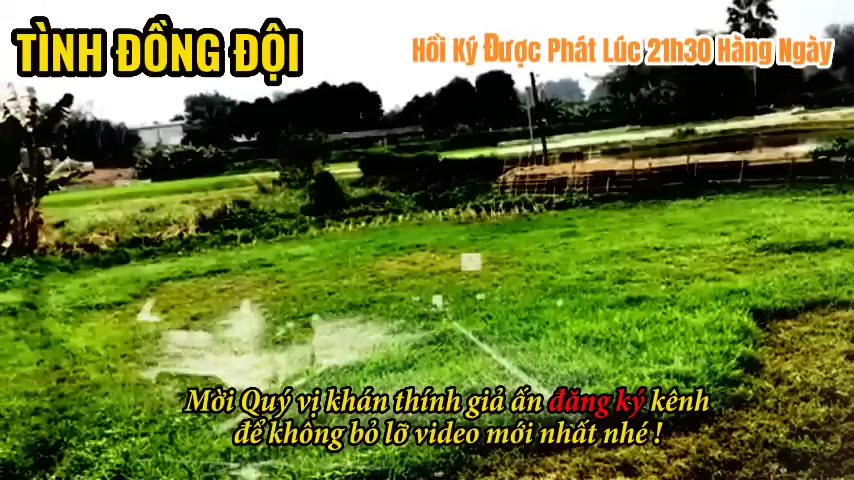 TÌNH ĐỒNG ĐỘI
Hồi Ký Được Phát Lúc 21h30 Hàng Ngày
Mời Quý vị khán thính giả ấn đăng ký kênh
để không bỏ lỡ video mới nhất nhé !